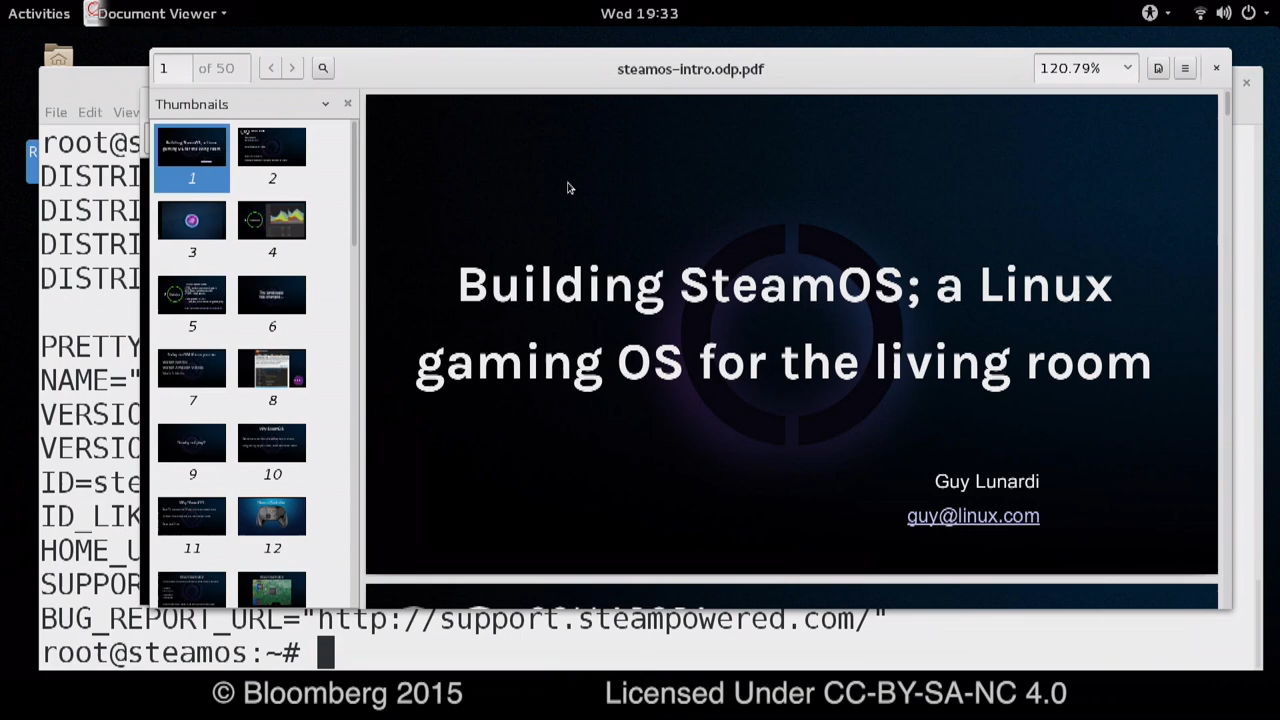 Activities
Document Viewer
Wed 19:33
1 of 50
steamos-intro.odp.pdf
120.79%
File Edit View
Thumbnails
1
2
3
4
5
6
7
8
9
10
11
12
root@s
DISTRI
DISTRI
DISTRI
DISTRI
PRETTY
NAME="
VERSIO
VERSIO
ID=ste
ID_LIK
HOME_U
SUPPOR
Building SteamOS; a Linux
gaming OS for the living room
Guy Lunardi
guy@linux.com
BUG_REPORT_URL="http://support.steampowered.com/"
root@steamos:~#
© Bloomberg 2015
Licensed Under CC-BY-SA-NC 4.0